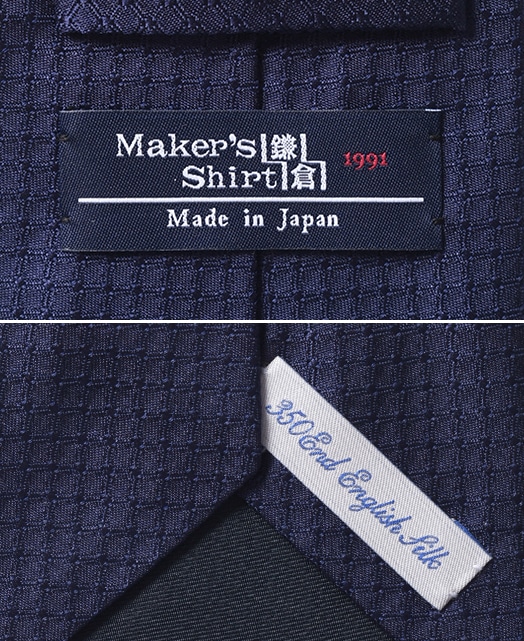 Maker's 鎌
Shirt 倉 1991
Made in Japan
350 End English Silk